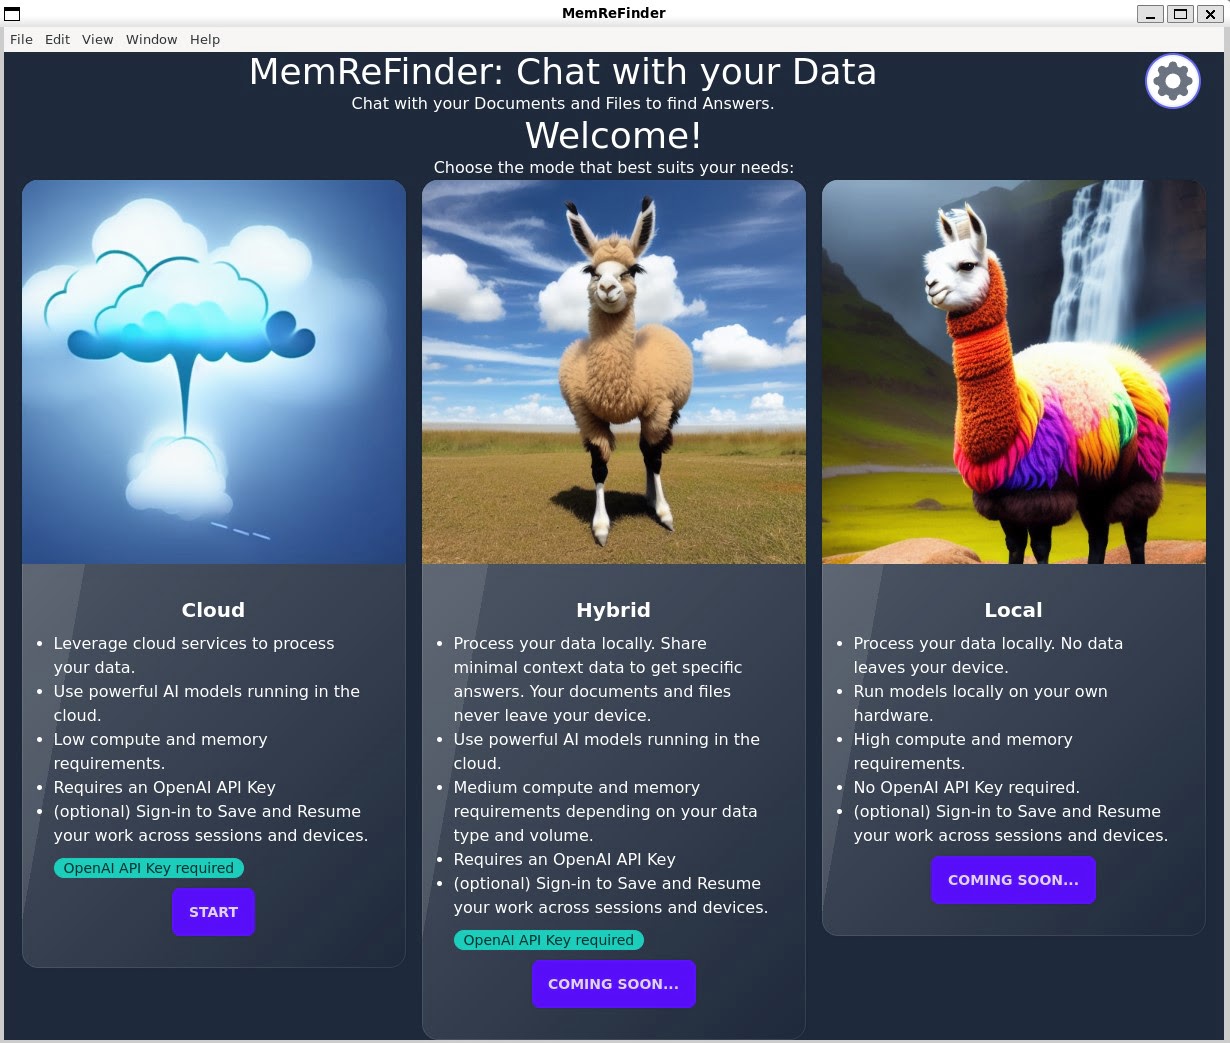 MemReFinder
File Edit View Window Help
MemReFinder: Chat with your Data
Chat with your Documents and Files to find Answers.
Welcome!
Choose the mode that best suits your needs:
Cloud
• Leverage cloud services to process
your data.
• Use powerful AI models running in the
cloud.
• Low compute and memory
requirements.
• Requires an OpenAI API Key
• (optional) Sign-in to Save and Resume
your work across sessions and devices.
OpenAI API Key required
START
Hybrid
• Process your data locally. Share
minimal context data to get specific
answers. Your documents and files
never leave your device.
• Use powerful AI models running in the
cloud.
• Medium compute and memory
requirements depending on your data
type and volume.
• Requires an OpenAI API Key
• (optional) Sign-in to Save and Resume
your work across sessions and devices.
OpenAI API Key required
COMING SOON...
Local
• Process your data locally. No data
leaves your device.
• Run models locally on your own
hardware.
• High compute and memory
requirements.
• No OpenAI API Key required.
• (optional) Sign-in to Save and Resume
your work across sessions and devices.
COMING SOON...